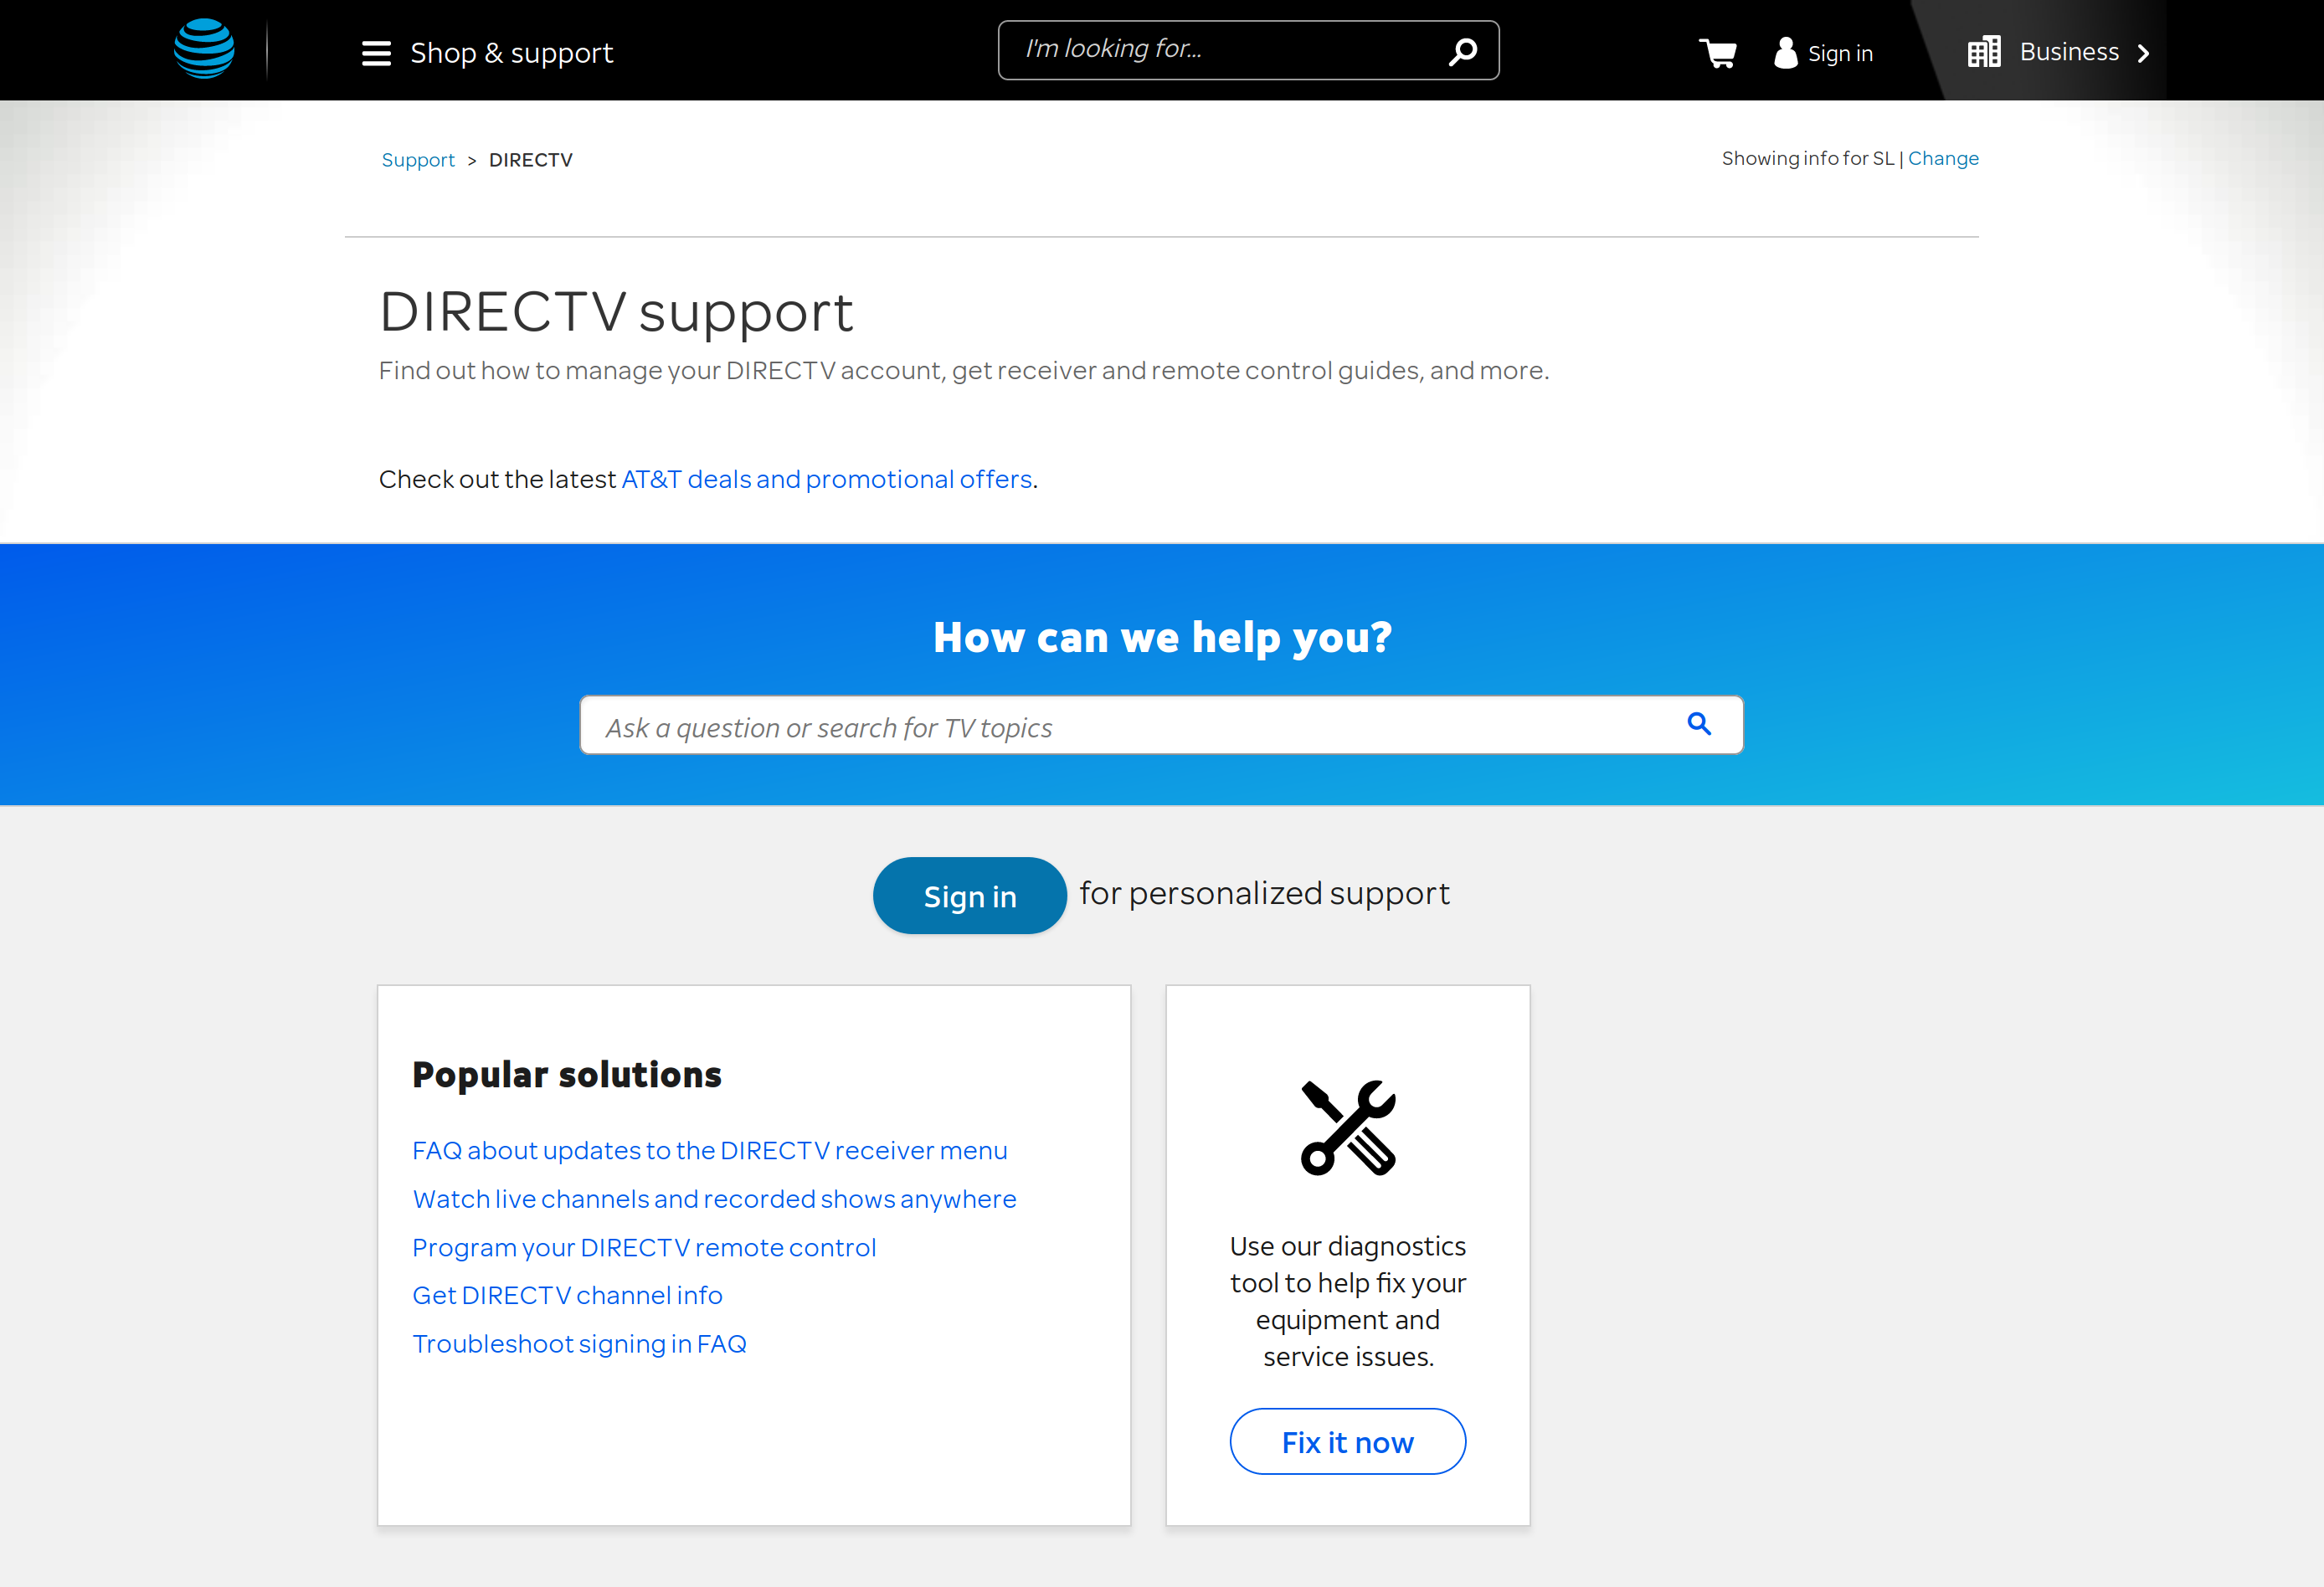 Shop & support
I'm looking for...
Sign in
Business
Support > DIRECTV
Showing info for SL | Change
DIRECTV support
Find out how to manage your DIRECTV account, get receiver and remote control guides, and more.
Check out the latest AT&T deals and promotional offers.
How can we help you?
Ask a question or search for TV topics
Sign in for personalized support
Popular solutions
FAQ about updates to the DIRECTV receiver menu
Watch live channels and recorded shows anywhere
Program your DIRECTV remote control
Get DIRECTV channel info
Troubleshoot signing in FAQ
Use our diagnostics
tool to help fix your
equipment and
service issues.
Fix it now